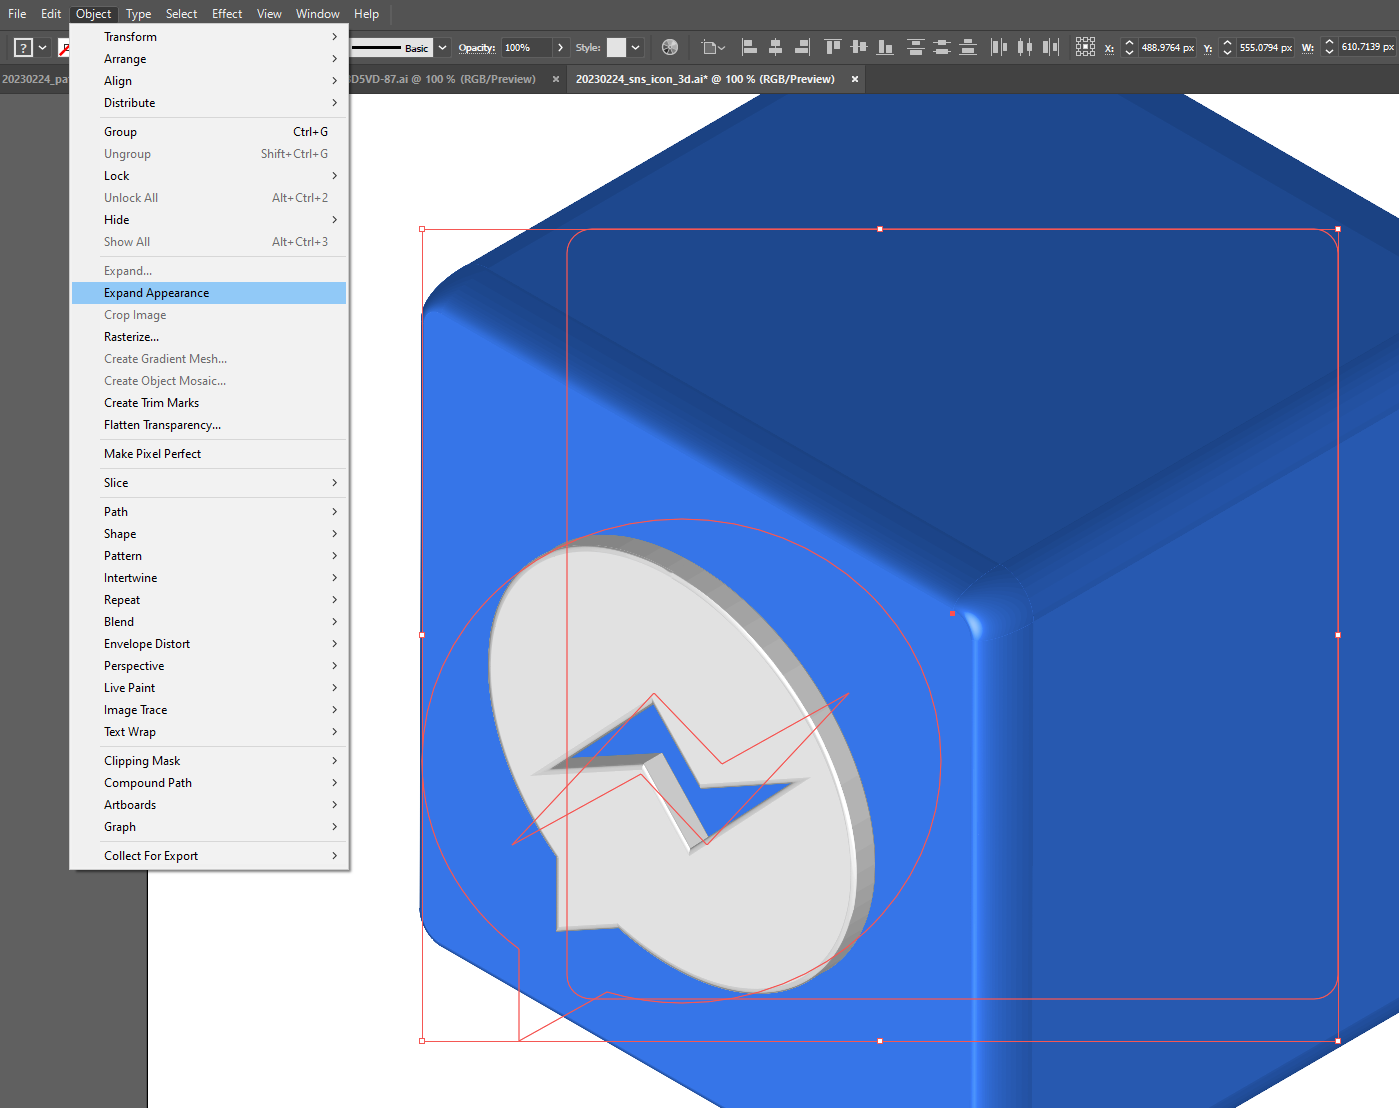 File Edit Object Type Select Effect View Window Help
? Basic Opacity: 100% Style: X: 488.9764 px Y: 555.0794 px W: 610.7139 px
20230224_pa D5VD-87.ai @ 100 % (RGB/Preview) × 20230224_sns_icon_3d.ai* @ 100 % (RGB/Preview) ×
Transform
Arrange
Align
Distribute
Group Ctrl+G
Ungroup Shift+Ctrl+G
Lock
Unlock All Alt+Ctrl+2
Hide
Show All Alt+Ctrl+3
Expand...
Expand Appearance
Crop Image
Rasterize...
Create Gradient Mesh...
Create Object Mosaic...
Create Trim Marks
Flatten Transparency...
Make Pixel Perfect
Slice
Path
Shape
Pattern
Intertwine
Repeat
Blend
Envelope Distort
Perspective
Live Paint
Image Trace
Text Wrap
Clipping Mask
Compound Path
Artboards
Graph
Collect For Export